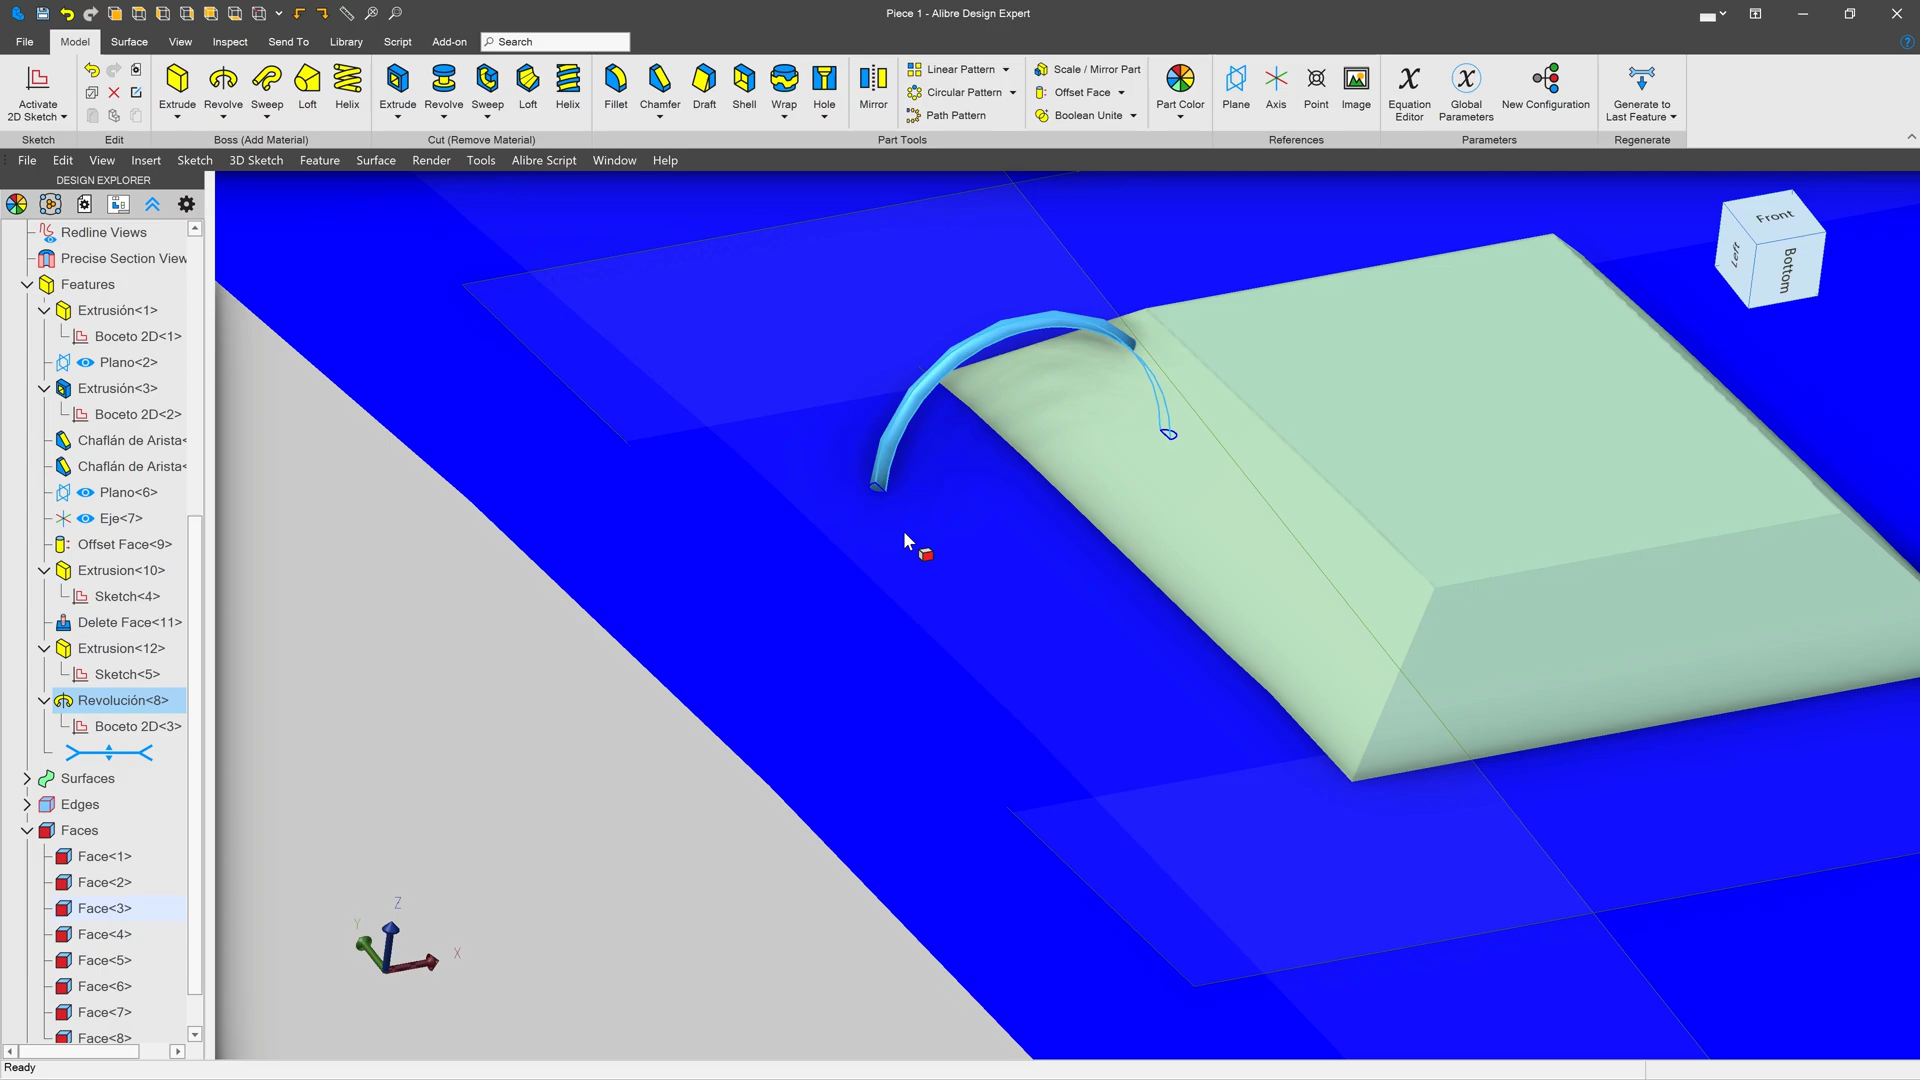 Piece 1 - Alibre Design Expert
File Model Surface View Inspect Send To Library Script Add-on Search
Activate
2D Sketch
Sketch
Edit
Extrude Revolve Sweep Loft Helix
Boss (Add Material)
Extrude Revolve Sweep Loft Helix
Cut (Remove Material)
Fillet Chamfer Draft Shell Wrap Hole
Mirror
Linear Pattern
Circular Pattern
Path Pattern
Scale / Mirror Part
Offset Face
Boolean Unite
Part Tools
Part Color
Plane Axis Point Image
References
Equation
Editor
Global
Parameters
New Configuration
Parameters
Generate to
Last Feature
Regenerate
File Edit View Insert Sketch 3D Sketch Feature Surface Render Tools Alibre Script Window Help
DESIGN EXPLORER
Redline Views
Precise Section View
Features
Extrusión<1>
Boceto 2D<1>
Plano<2>
Extrusión<3>
Boceto 2D<2>
Chaflán de Arista<
Chaflán de Arista<
Plano<6>
Eje<7>
Offset Face<9>
Extrusion<10>
Sketch<4>
Delete Face<11>
Extrusion<12>
Sketch<5>
Revolución<8>
Boceto 2D<3>
Surfaces
Edges
Faces
Face<1>
Face<2>
Face<3>
Face<4>
Face<5>
Face<6>
Face<7>
Face<8>
Front
Left
Bottom
Z
Y
X
Ready